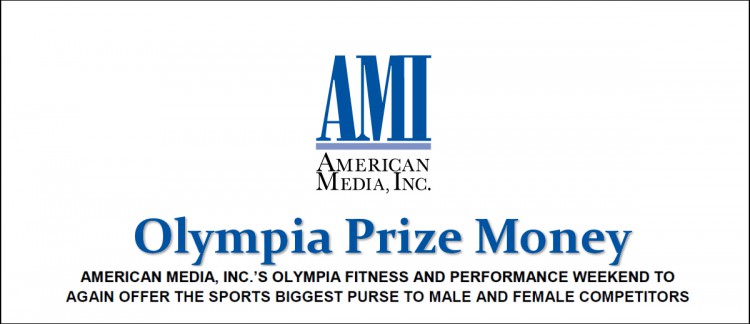 AMI
AMERICAN
MEDIA, INC.
Olympia Prize Money
AMERICAN MEDIA, INC.'S OLYMPIA FITNESS AND PERFORMANCE WEEKEND TO
AGAIN OFFER THE SPORTS BIGGEST PURSE TO MALE AND FEMALE COMPETITORS